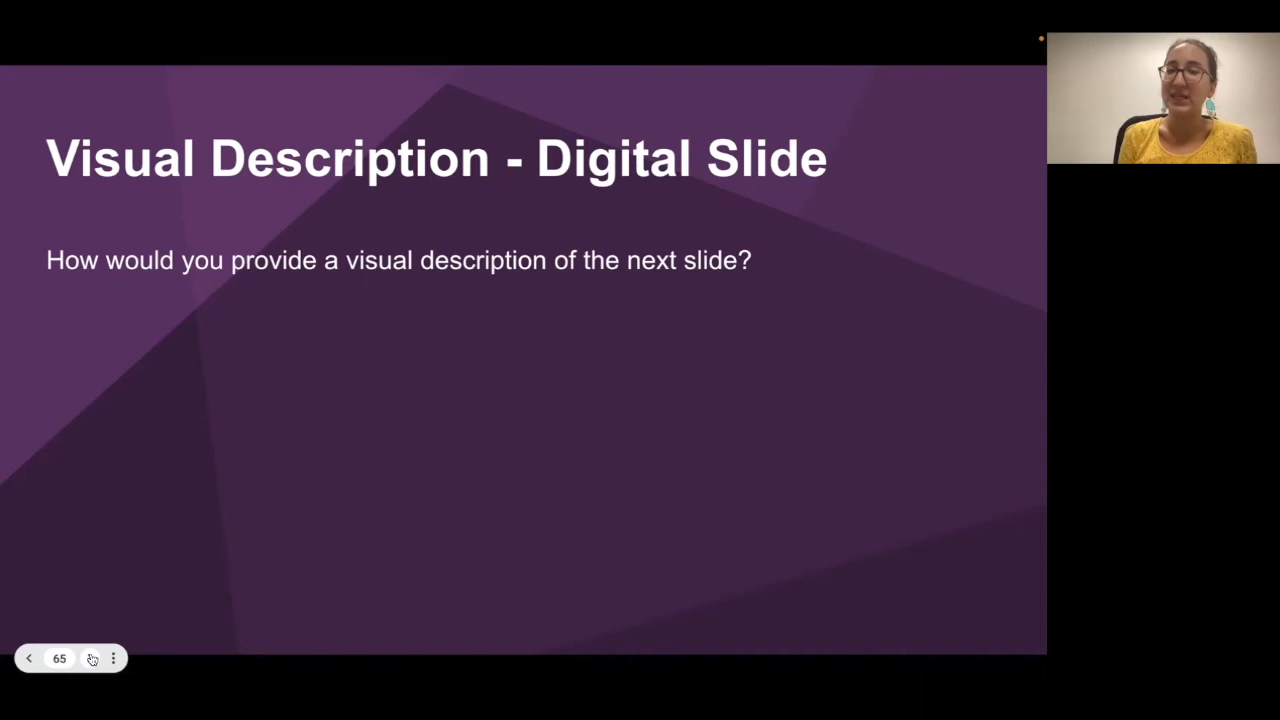 Visual Description - Digital Slide
How would you provide a visual description of the next slide?
65